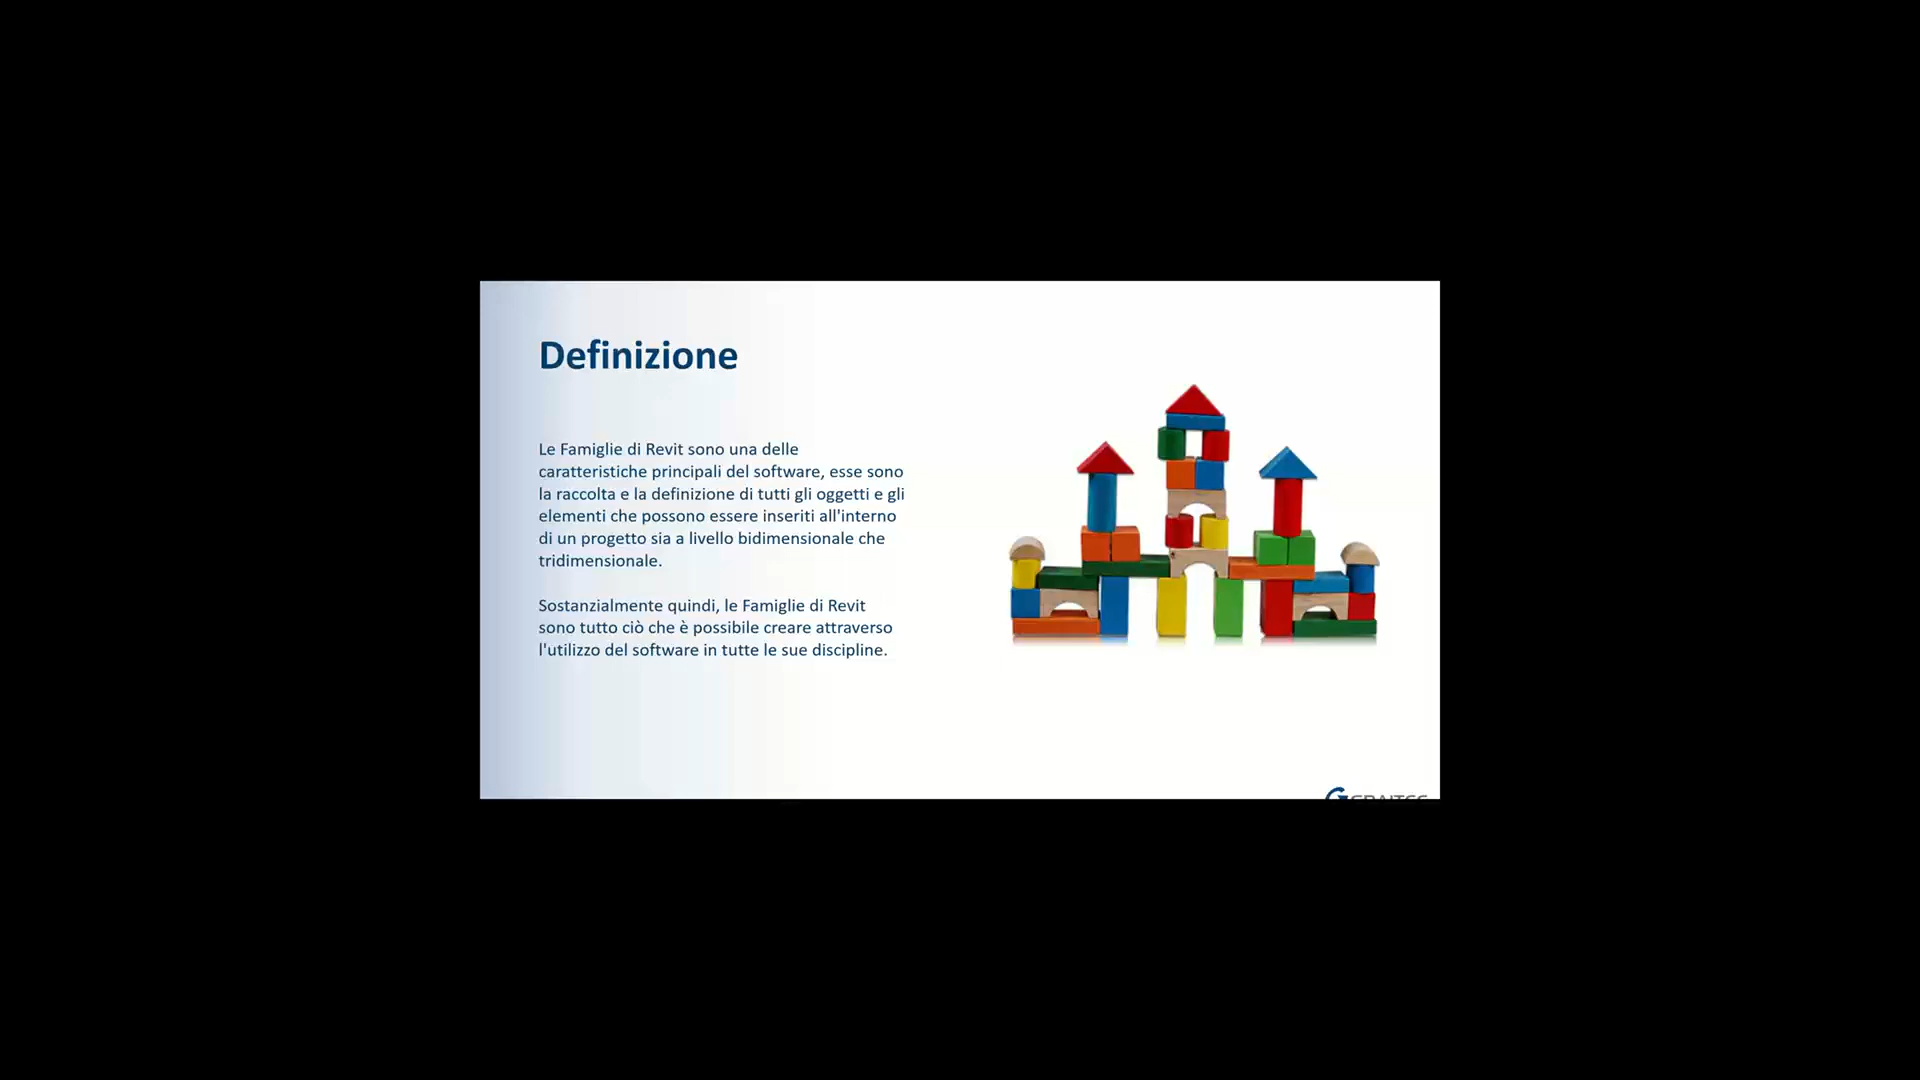 Definizione
Le Famiglie di Revit sono una delle
caratteristiche principali del software, esse sono
la raccolta e la definizione di tutti gli oggetti e gli
elementi che possono essere inseriti all'interno
di un progetto sia a livello bidimensionale che
tridimensionale.
Sostanzialmente quindi, le Famiglie di Revit
sono tutto ciò che è possibile creare attraverso
l'utilizzo del software in tutte le sue discipline.